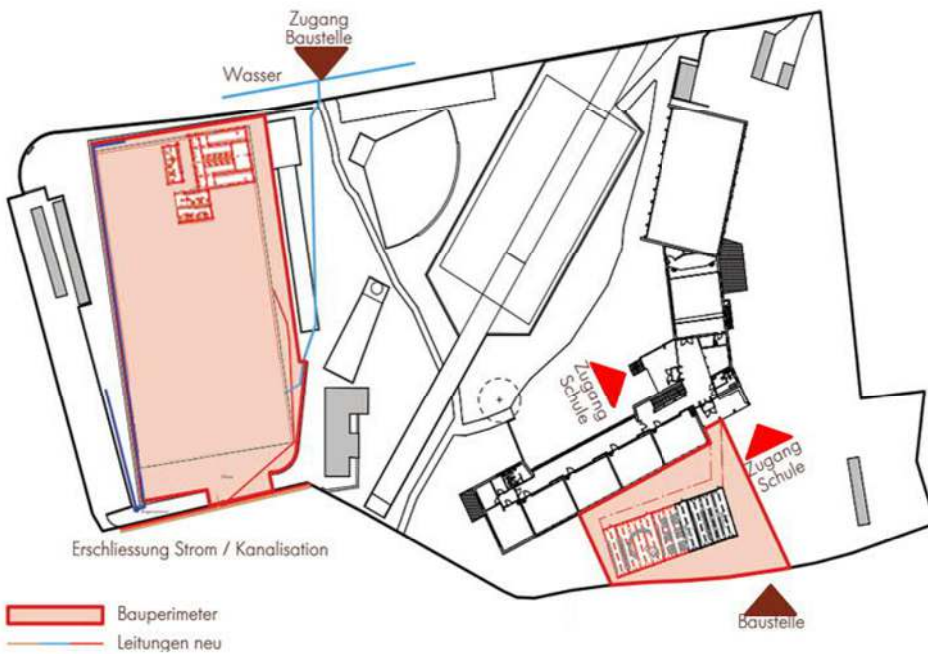 Zugang
Baustelle
Wasser
Zugang
Schule
Zugang
Schule
Erschliessung Strom / Kanalisation
Bauperimeter
Leitungen neu
Baustelle